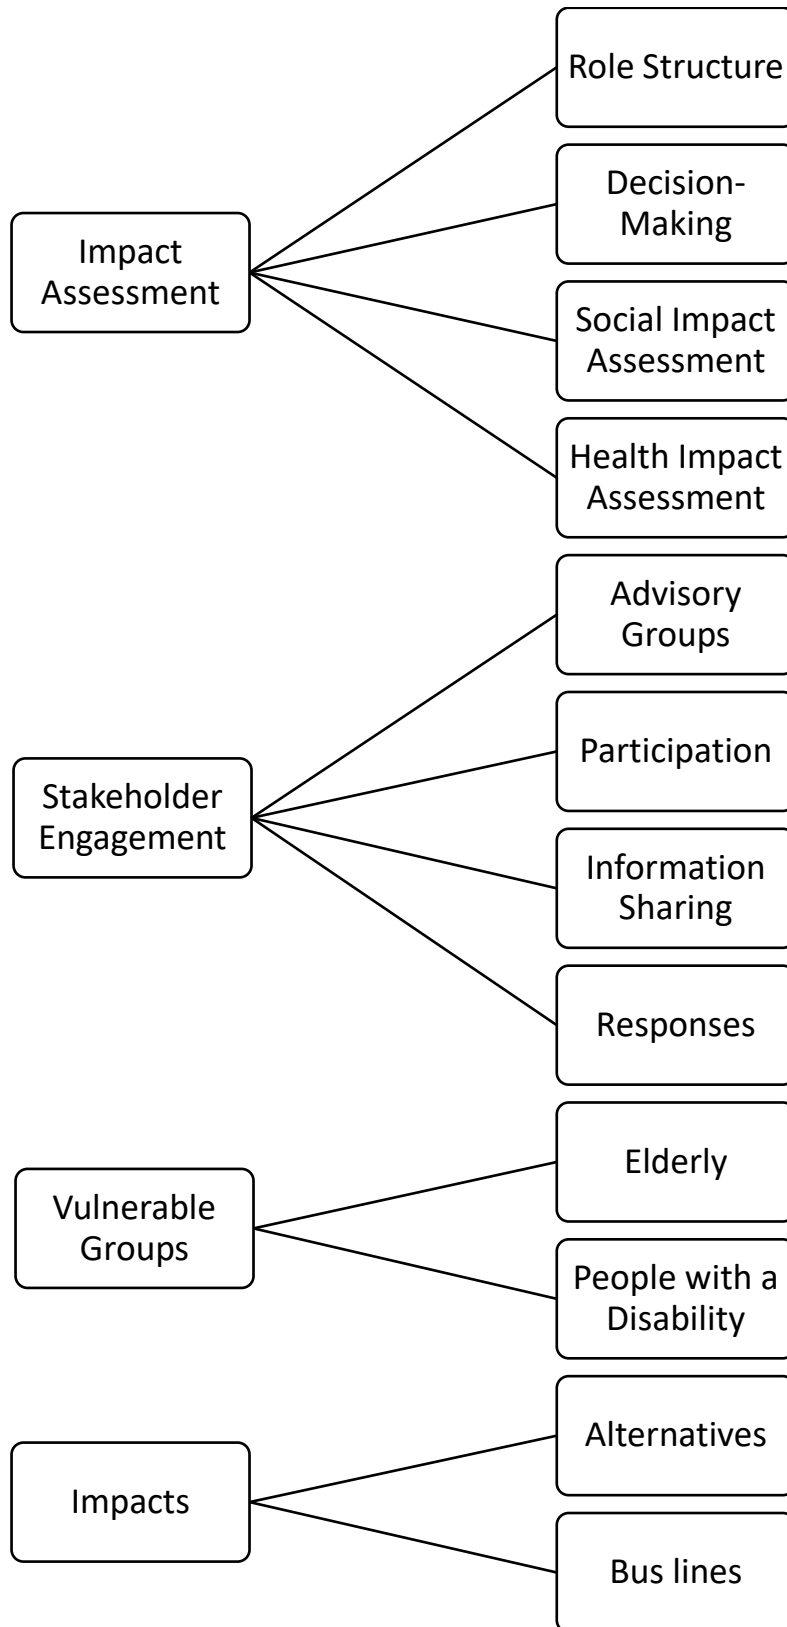 Impact
Assessment
Role Structure
Decision-
Making
Social Impact
Assessment
Health Impact
Assessment
Stakeholder
Engagement
Advisory
Groups
Participation
Information
Sharing
Responses
Vulnerable
Groups
Elderly
People with a
Disability
Impacts
Alternatives
Bus lines